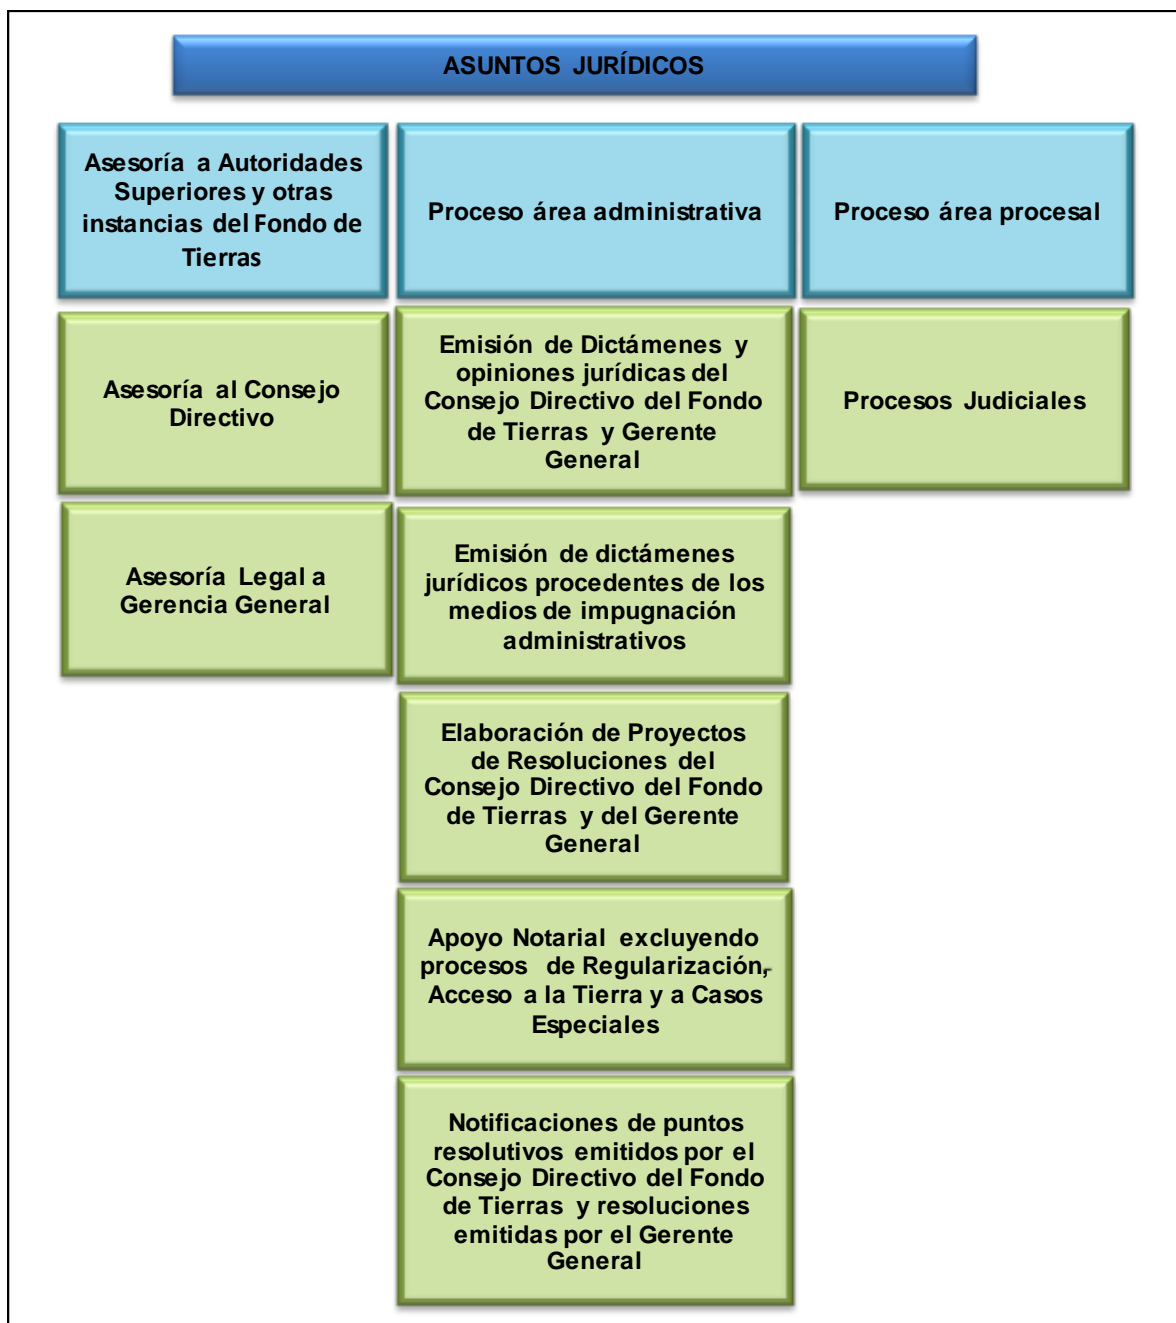 ASUNTOS JURÍDICOS
Asesoría a Autoridades
Superiores y otras
instancias del Fondo de
Tierras
Proceso área administrativa
Proceso área procesal
Asesoría al Consejo
Directivo
Emisión de Dictámenes y
opiniones jurídicas del
Consejo Directivo del Fondo
de Tierras y Gerente
General
Procesos Judiciales
Asesoría Legal a
Gerencia General
Emisión de dictámenes
jurídicos procedentes de los
medios de impugnación
administrativos
Elaboración de Proyectos
de Resoluciones del
Consejo Directivo del Fondo
de Tierras y del Gerente
General
Apoyo Notarial excluyendo
procesos de Regularización,
Acceso a la Tierra y a Casos
Especiales
Notificaciones de puntos
resolutivos emitidos por el
Consejo Directivo del Fondo
de Tierras y resoluciones
emitidas por el Gerente
General